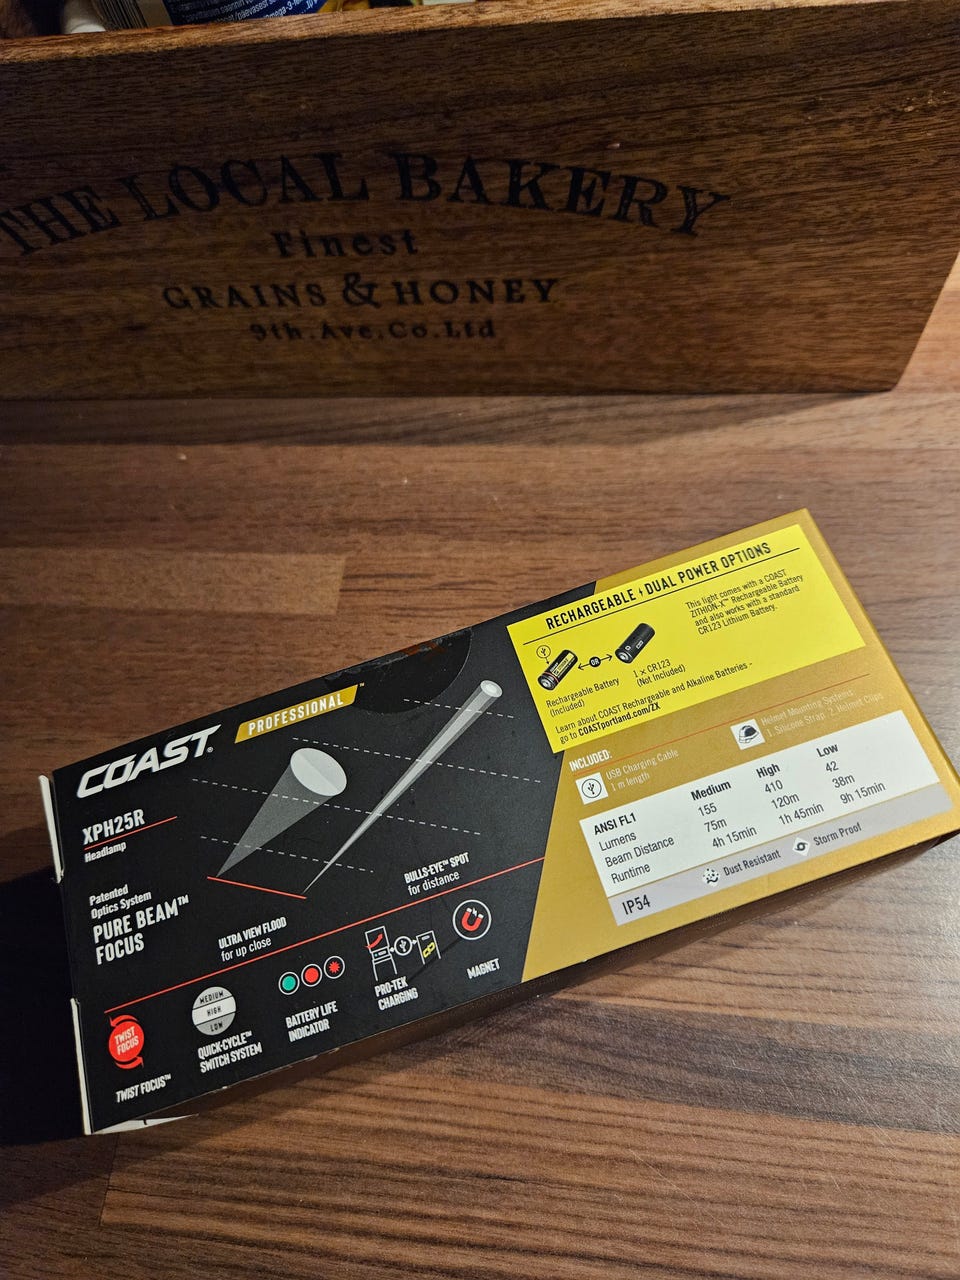 THE LOCAL BAKERY
Finest
GRAINS & HONEY
9th.Ave.Co.Ltd
COAST®
PROFESSIONAL™
XPH25R
Headlamp
Patented
Optics System
PURE BEAM™
FOCUS
ULTRA VIEW FLOOD
for up close
BULLS-EYE™ SPOT
for distance
TWIST
FOCUS
TWIST FOCUS™
MEDIUM
HIGH
LOW
QUICK-CYCLE™
SWITCH SYSTEM
BATTERY LIFE
INDICATOR
PRO-TEK
CHARGING
MAGNET
RECHARGEABLE DUAL POWER OPTIONS
OR
Rechargeable Battery
(Included)
1 x CR123
(Not Included)
This light comes with a COAST
ZITHION-X™ Rechargeable Battery
and also works with a standard
CR123 Lithium Battery.
Learn about COAST Rechargeable and Alkaline Batteries -
go to COASTportland.com/ZX
INCLUDED:
USB Charging Cable
1 m length
Helmet Mounting Systems
1 Silicone Strap, 2 Helmet Clips
ANSI FL1 Medium High Low
Lumens 155 410 42
Beam Distance 75m 120m 38m
Runtime 4h 15min 1h 45min 9h 15min
IP54 Dust Resistant Storm Proof